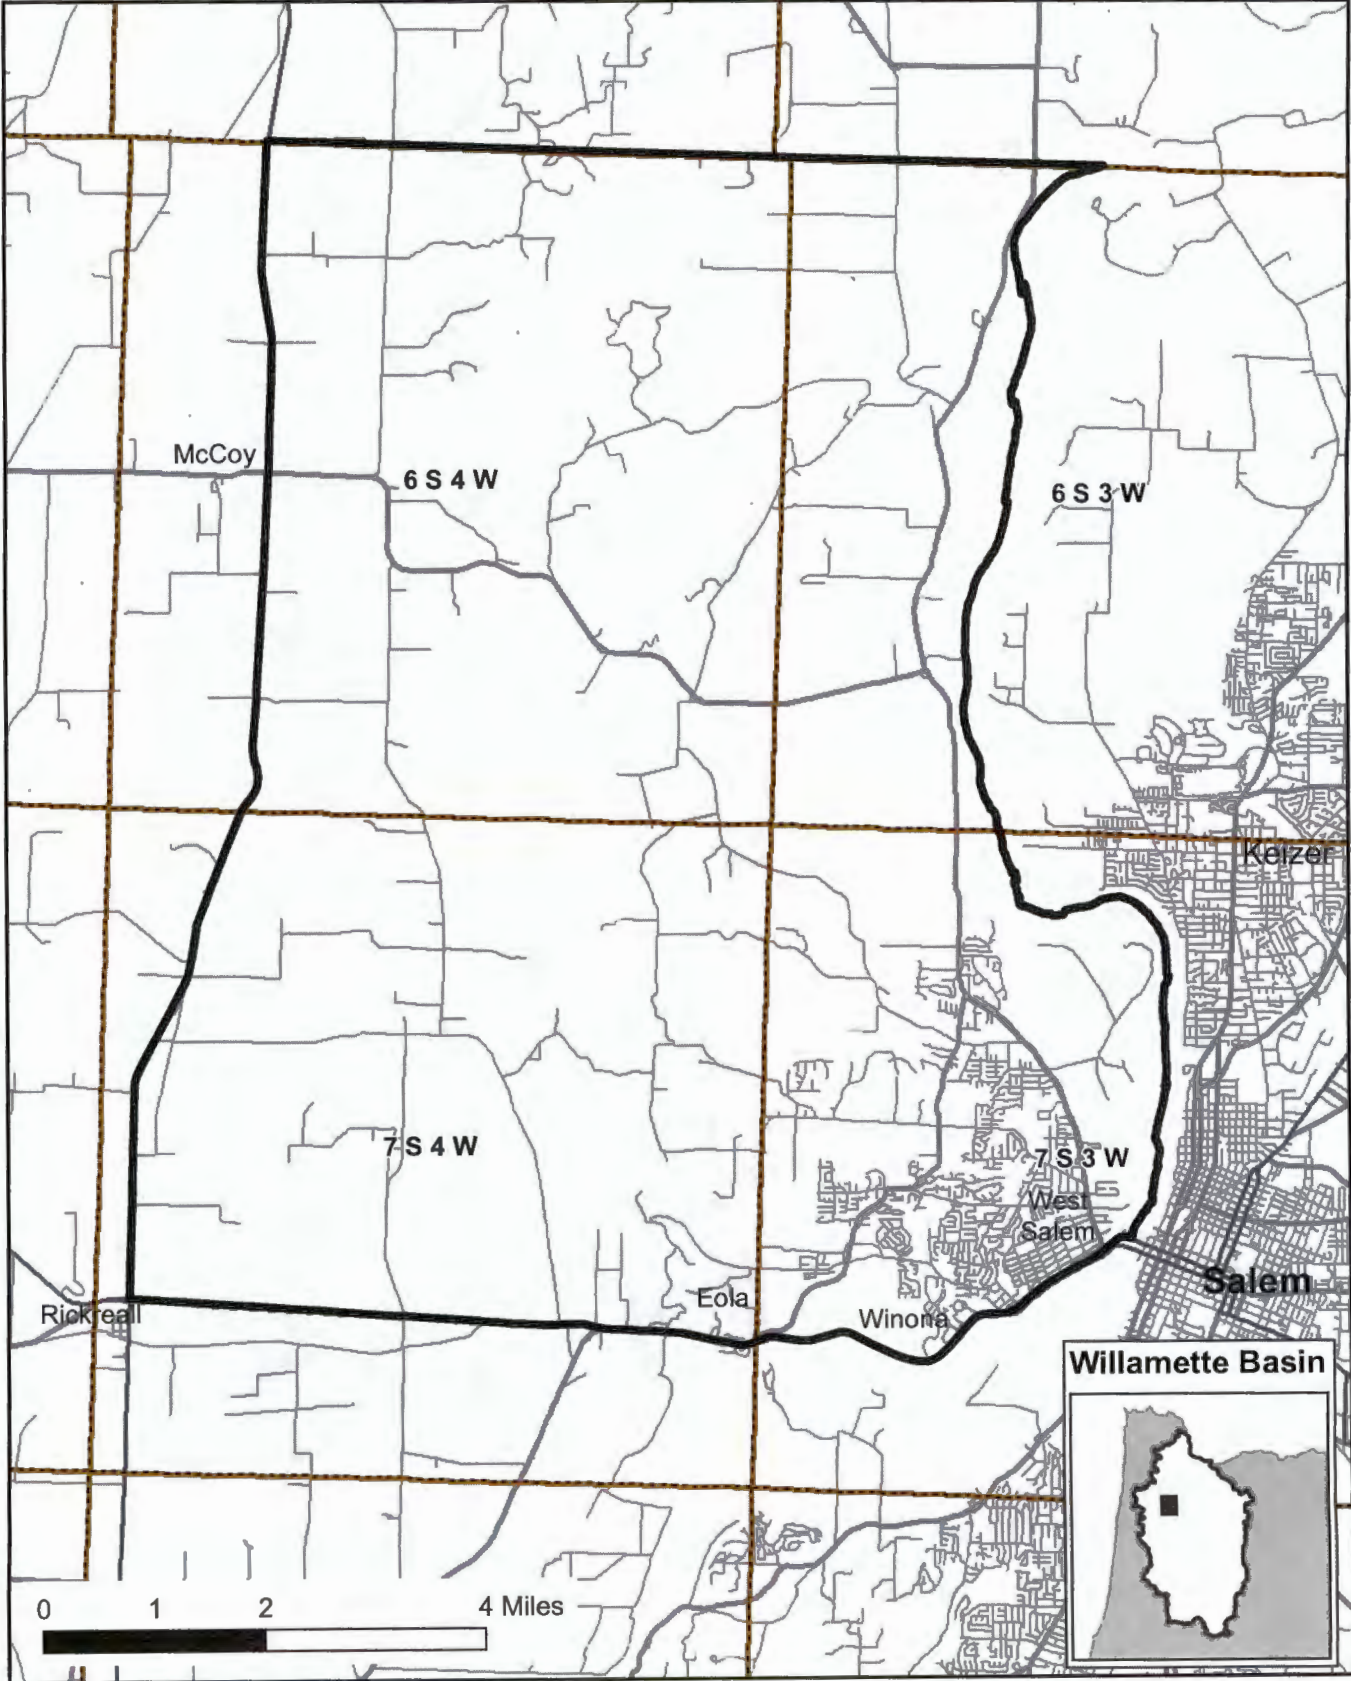 McCoy
6 S 4 W
6 S 3 W
Keizer
7 S 4 W
7 S 3 W
West
Salem
Salem
Eola
Rickreall
Winona
Willamette Basin
0 1 2 4 Miles